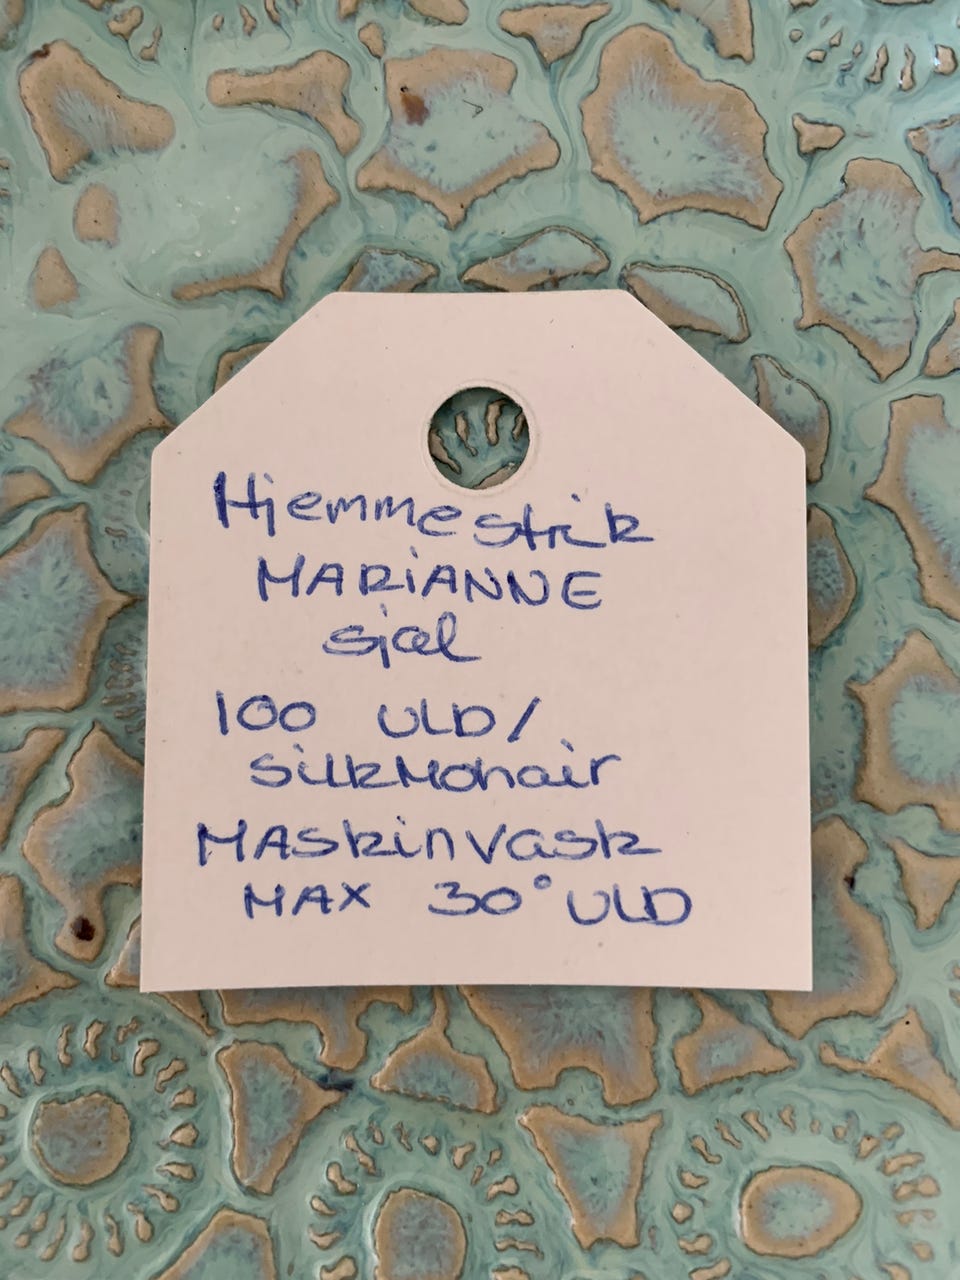 Hjemmestrik
MARiANNE
sjal
100 ULD/
SilkMohair
MASkinvask
MAX 30° ULD